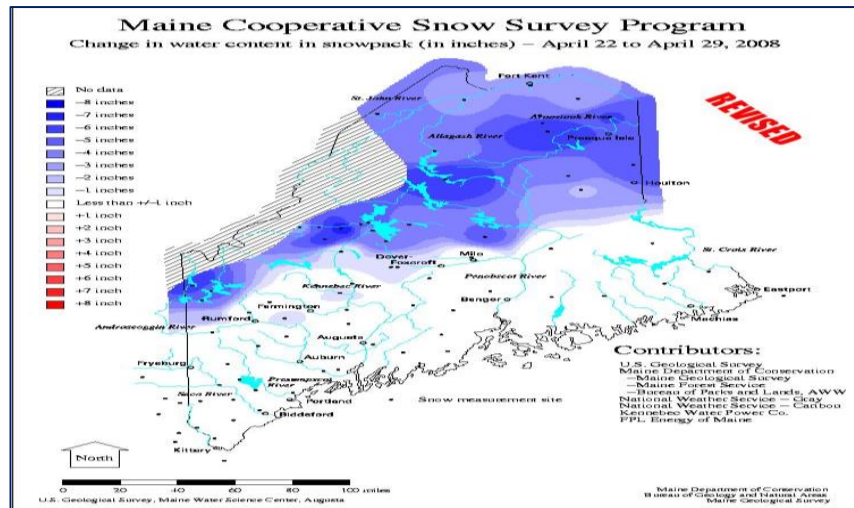 Maine Cooperative Snow Survey Program
Change in water content in snowpack (in inches) – April 22 to April 29, 2008
No data
−8 inches
−7 inches
−6 inches
−5 inches
−4 inches
−3 inches
−2 inches
−1 inches
Less than +/−1 inch
+1 inch
+2 inch
+3 inch
+4 inch
+5 inch
+6 inch
+7 inch
+8 inch
REVISED
Fort Kent
St. John River
Aroostook River
Allagash River
Presque Isle
Houlton
St. Croix River
Dover-
Foxcroft
Milo
Penobscot River
Kennebec River
Bangor
Eastport
Farmington
Rumford
Machias
Androscoggin River
Augusta
Fryeburg
Auburn
Presumpscot
River
Saco River
Portland
Biddeford
Kittery
Snow measurement site
Contributors:
U.S. Geological Survey
Maine Department of Conservation
−Maine Geological Survey
−Maine Forest Service
−Bureau of Parks and Lands, AWW
National Weather Service − Gray
National Weather Service − Caribou
Kennebec Water Power Co.
FPL Energy of Maine
North
0 20 40 60 80 100 miles
U.S. Geological Survey, Maine Water Science Center, Augusta
Maine Department of Conservation
Bureau of Geology and Natural Areas
Maine Geological Survey